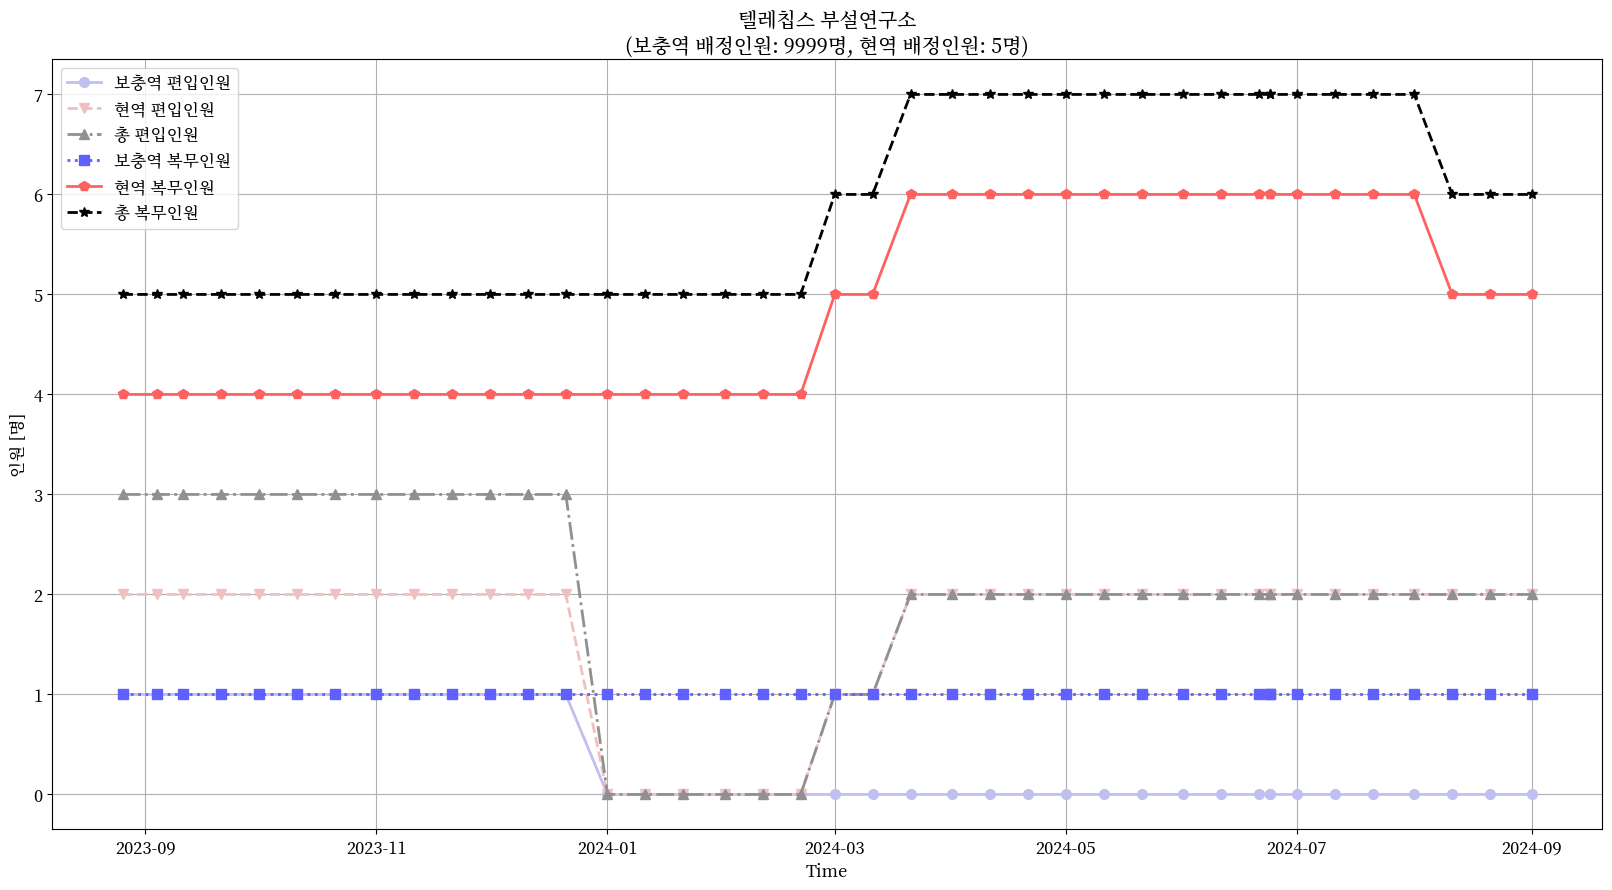 텔레칩스 부설연구소
(보충역 배정인원: 9999명, 현역 배정인원: 5명)
보충역 편입인원
현역 편입인원
총 편입인원
보충역 복무인원
현역 복무인원
총 복무인원
7
6
5
4
3
2
1
0
인원 [명]
2023-09
2023-11
2024-01
2024-03
2024-05
2024-07
2024-09
Time